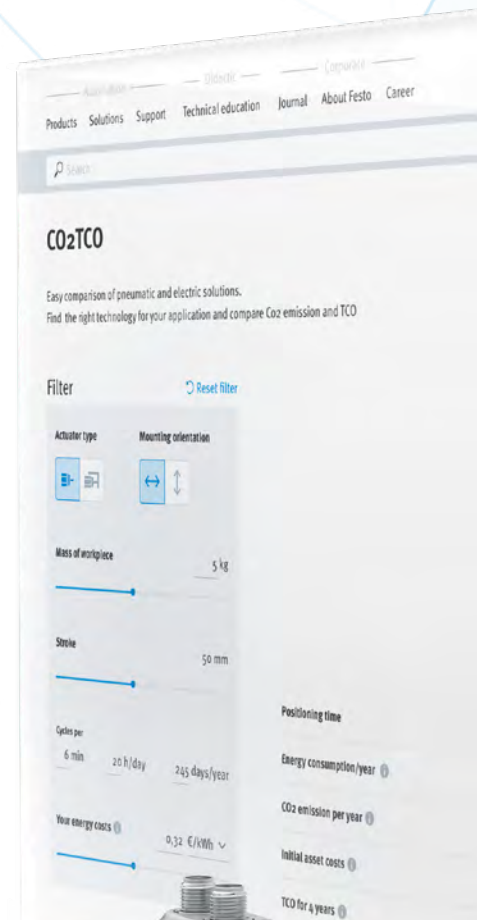 Automation Didactic Corporate
Products Solutions Support Technical education Journal About Festo Career
Search
CO2TCO
Easy comparison of pneumatic and electric solutions.
Find the right technology for your application and compare Co2 emission and TCO
Filter Reset filter
Actuator type Mounting orientation
Mass of workpiece
5 kg
Stroke
50 mm
Cycles per
6 min 20 h/day 245 days/year
Your energy costs
0,32 €/kWh
Positioning time
Energy consumption/year
CO2 emission per year
Initial asset costs
TCO for 4 years